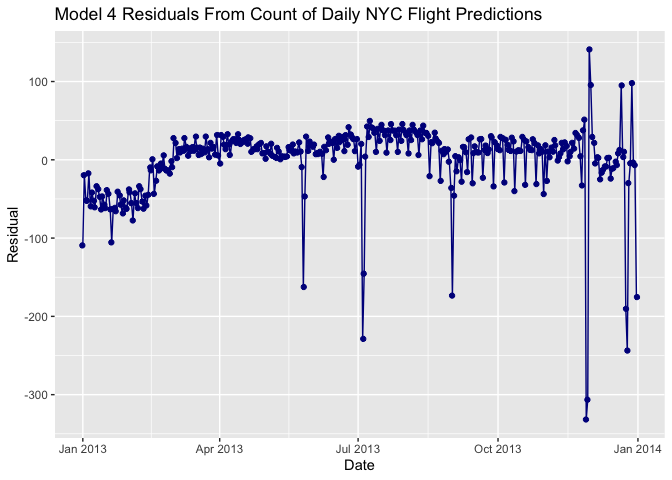 Model 4 Residuals From Count of Daily NYC Flight Predictions
100
0
-100
-200
-300
Residual
Jan 2013
Apr 2013
Jul 2013
Oct 2013
Jan 2014
Date